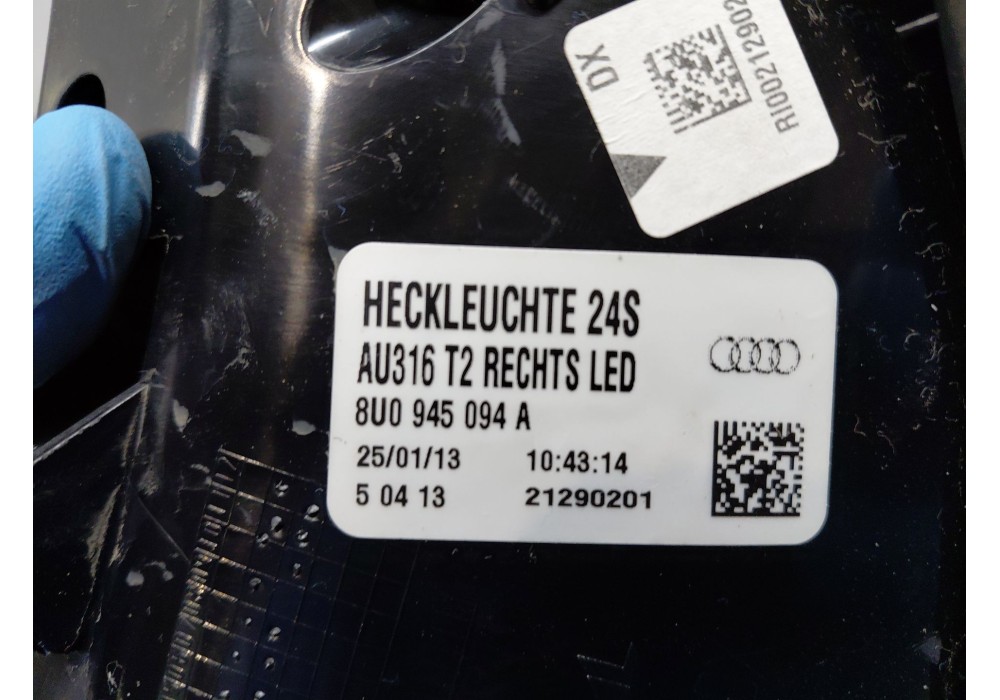 DX
RI00212902
HECKLEUCHTE 24S
AU316 T2 RECHTS LED
8U0 945 094 A
25/01/13 10:43:14
5 04 13 21290201